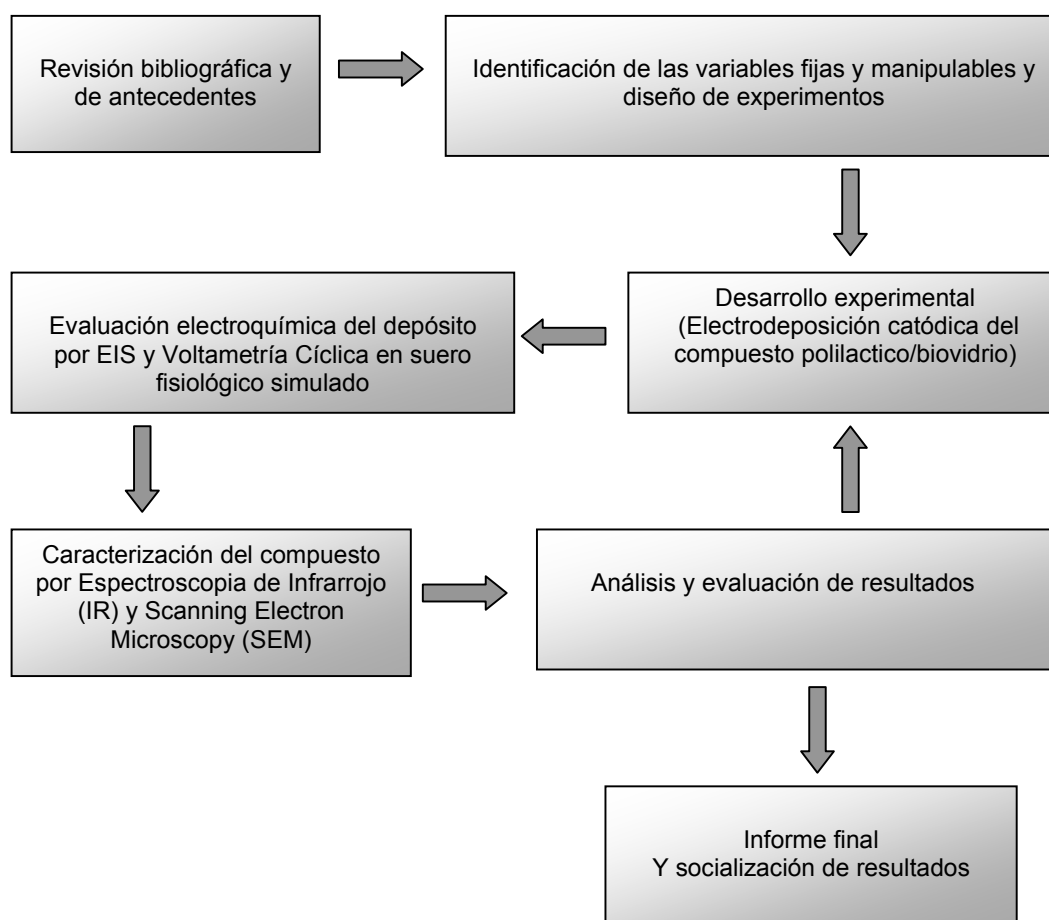 Revisión bibliográfica y
de antecedentes
Identificación de las variables fijas y manipulables y
diseño de experimentos
Desarrollo experimental
(Electrodeposición catódica del
compuesto polilactico/biovidrio)
Evaluación electroquímica del depósito
por EIS y Voltametría Cíclica en suero
fisiológico simulado
Caracterización del compuesto
por Espectroscopia de Infrarrojo
(IR) y Scanning Electron
Microscopy (SEM)
Análisis y evaluación de resultados
Informe final
Y socialización de resultados